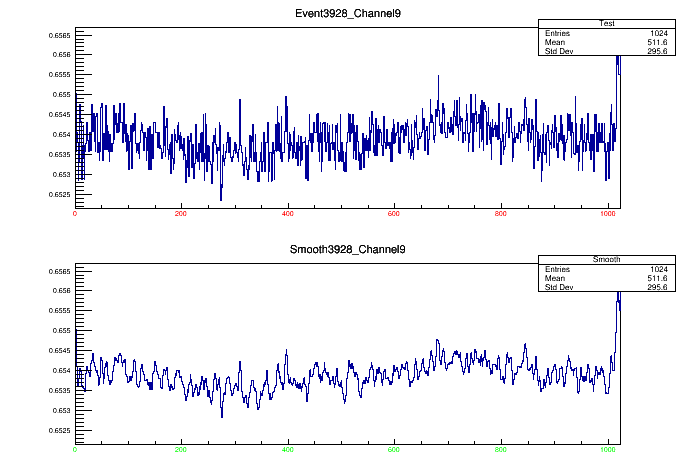 Event3928_Channel9
Test
Entries 1024
Mean 511.6
Std Dev 295.6
0.6565
0.656
0.6555
0.655
0.6545
0.654
0.6535
0.653
0.6525
0 200 400 600 800 1000
Smooth3928_Channel9
Smooth
Entries 1024
Mean 511.6
Std Dev 295.6
0.6565
0.656
0.6555
0.655
0.6545
0.654
0.6535
0.653
0.6525
0 200 400 600 800 1000